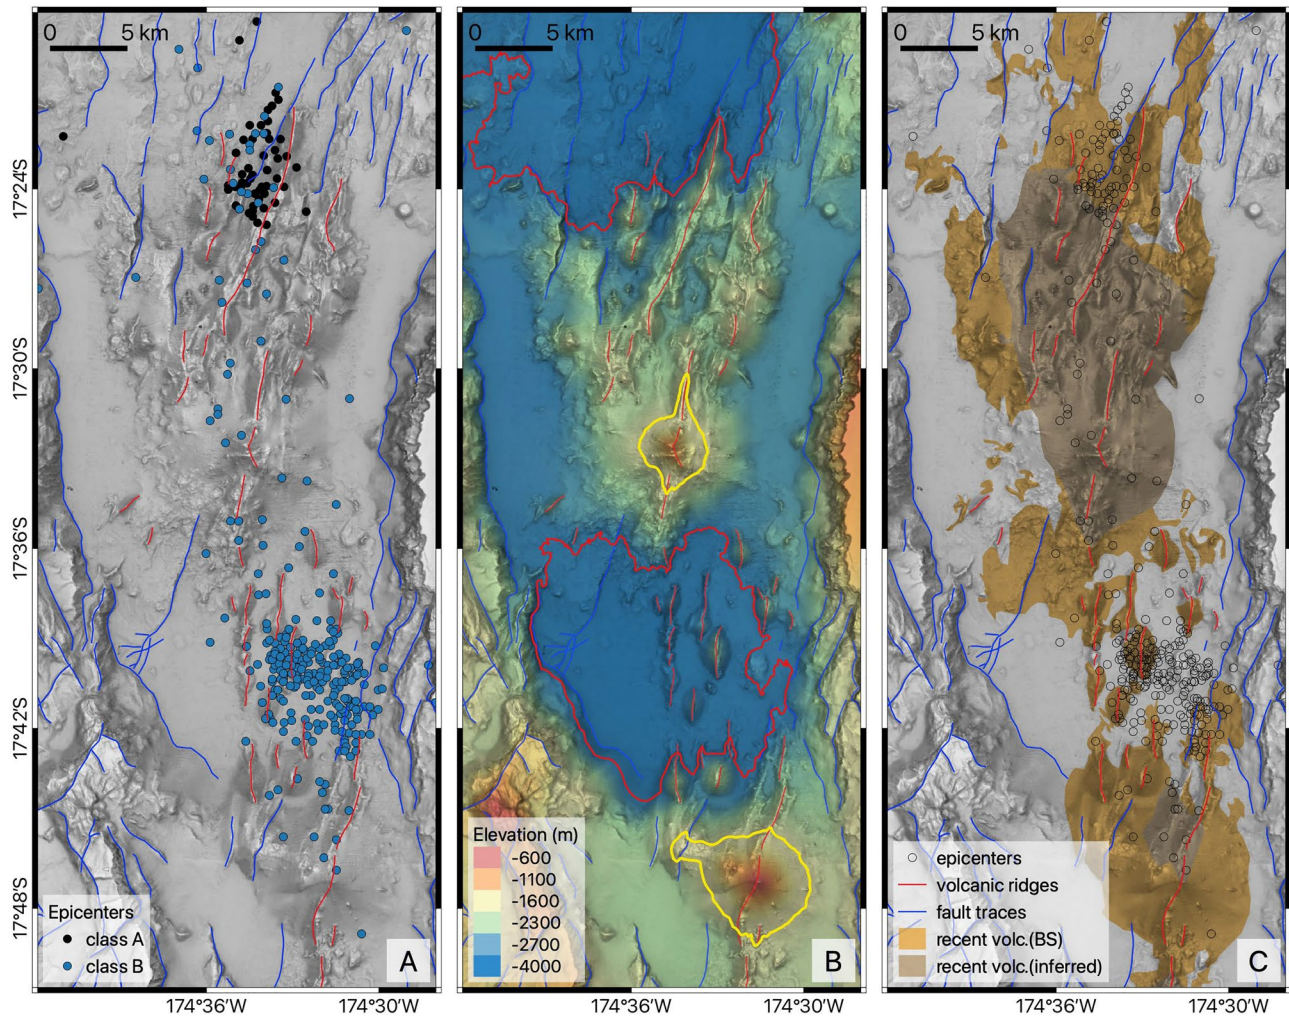 0 5 km
0 5 km
0 5 km
17°24'S
17°30'S
17°36'S
17°42'S
17°48'S
Epicenters
class A
class B
A
Elevation (m)
-600
-1100
-1600
-2300
-2700
-4000
B
epicenters
volcanic ridges
fault traces
recent volc.(BS)
recent volc.(inferred)
C
174°36'W 174°30'W
174°36'W 174°30'W
174°36'W 174°30'W